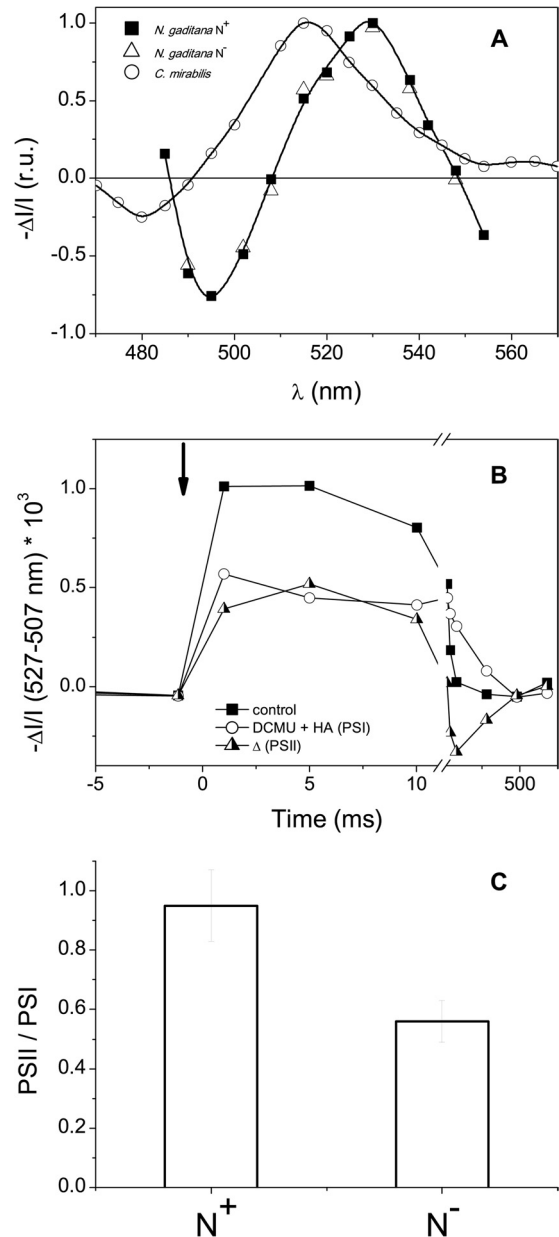 1.0
0.5
0.0
-0.5
-1.0
-ΔI/I (r.u.)
N. gaditana N+
N. gaditana N-
C. mirabilis
A
480 500 520 540 560
λ (nm)
B
1.0
0.5
0.0
-ΔI/I (527-507 nm) * 10³
control
DCMU + HA (PSI)
Δ (PSII)
-5 0 5 10 500
Time (ms)
C
1.0
0.8
0.6
0.4
0.2
0.0
PSII / PSI
N+ N-